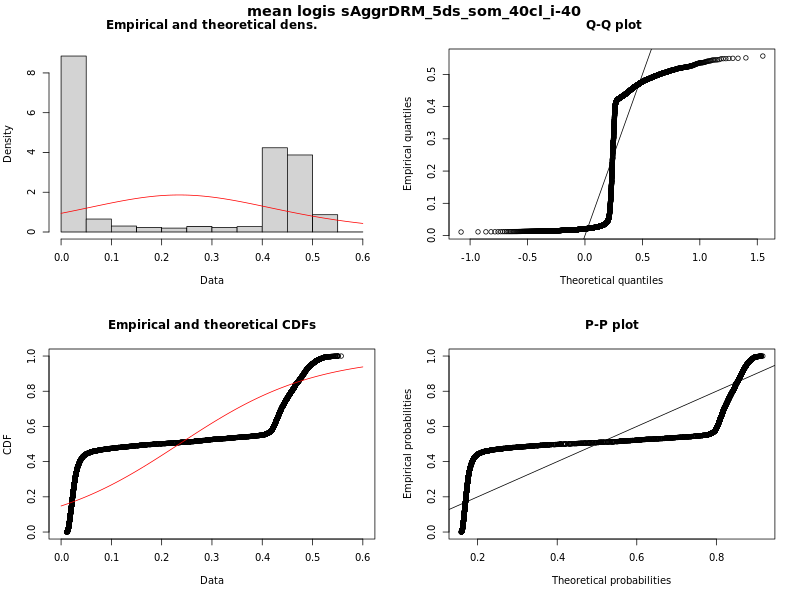 mean logis sAggrDRM_5ds_som_40cl_i-40
Empirical and theoretical dens.
Density
0 2 4 6 8
0.0 0.1 0.2 0.3 0.4 0.5 0.6
Data
Q-Q plot
Empirical quantiles
0.0 0.1 0.2 0.3 0.4 0.5
-1.0 -0.5 0.0 0.5 1.0 1.5
Theoretical quantiles
Empirical and theoretical CDFs
CDF
0.0 0.2 0.4 0.6 0.8 1.0
0.0 0.1 0.2 0.3 0.4 0.5 0.6
Data
P-P plot
Empirical probabilities
0.0 0.2 0.4 0.6 0.8 1.0
0.2 0.4 0.6 0.8
Theoretical probabilities